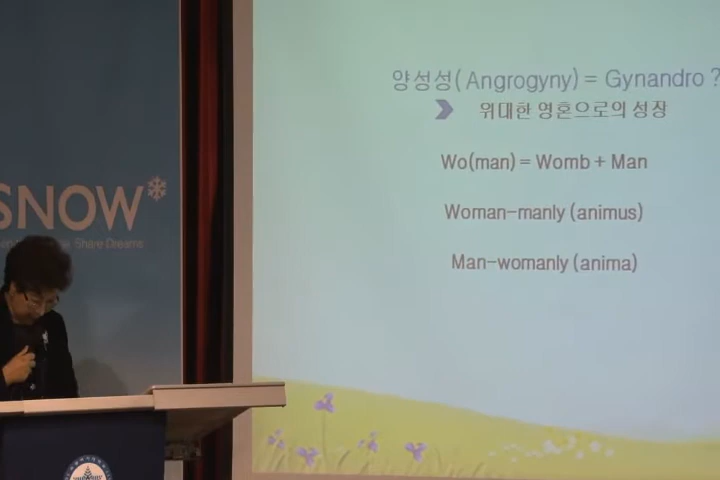 양성성(Angrogyny) = Gynandro ?
위대한 영혼으로의 성장
Wo(man) = Womb + Man
Woman-manly (animus)
Man-womanly (anima)
SNOW
Share Dreams